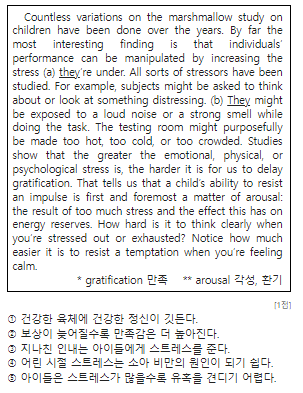 Countless variations on the marshmallow study on
children have been done over the years. By far the
most interesting finding is that individuals'
performance can be manipulated by increasing the
stress (a) they're under. All sorts of stressors have been
studied. For example, subjects might be asked to think
about or look at something distressing. (b) They might
be exposed to a loud noise or a strong smell while
doing the task. The testing room might purposefully
be made too hot, too cold, or too crowded. Studies
show that the greater the emotional, physical, or
psychological stress is, the harder it is for us to delay
gratification. That tells us that a child's ability to resist
an impulse is first and foremost a matter of arousal:
the result of too much stress and the effect this has on
energy reserves. How hard is it to think clearly when
you're stressed out or exhausted? Notice how much
easier it is to resist a temptation when you're feeling
calm.
* gratification 만족 ** arousal 각성, 환기
[1점]
① 건강한 육체에 건강한 정신이 깃든다.
② 보상이 늦어질수록 만족감은 더 높아진다.
③ 지나친 인내는 아이들에게 스트레스를 준다.
④ 어린 시절 스트레스는 소아 비만의 원인이 되기 쉽다.
⑤ 아이들은 스트레스가 많을수록 유혹을 견디기 어렵다.